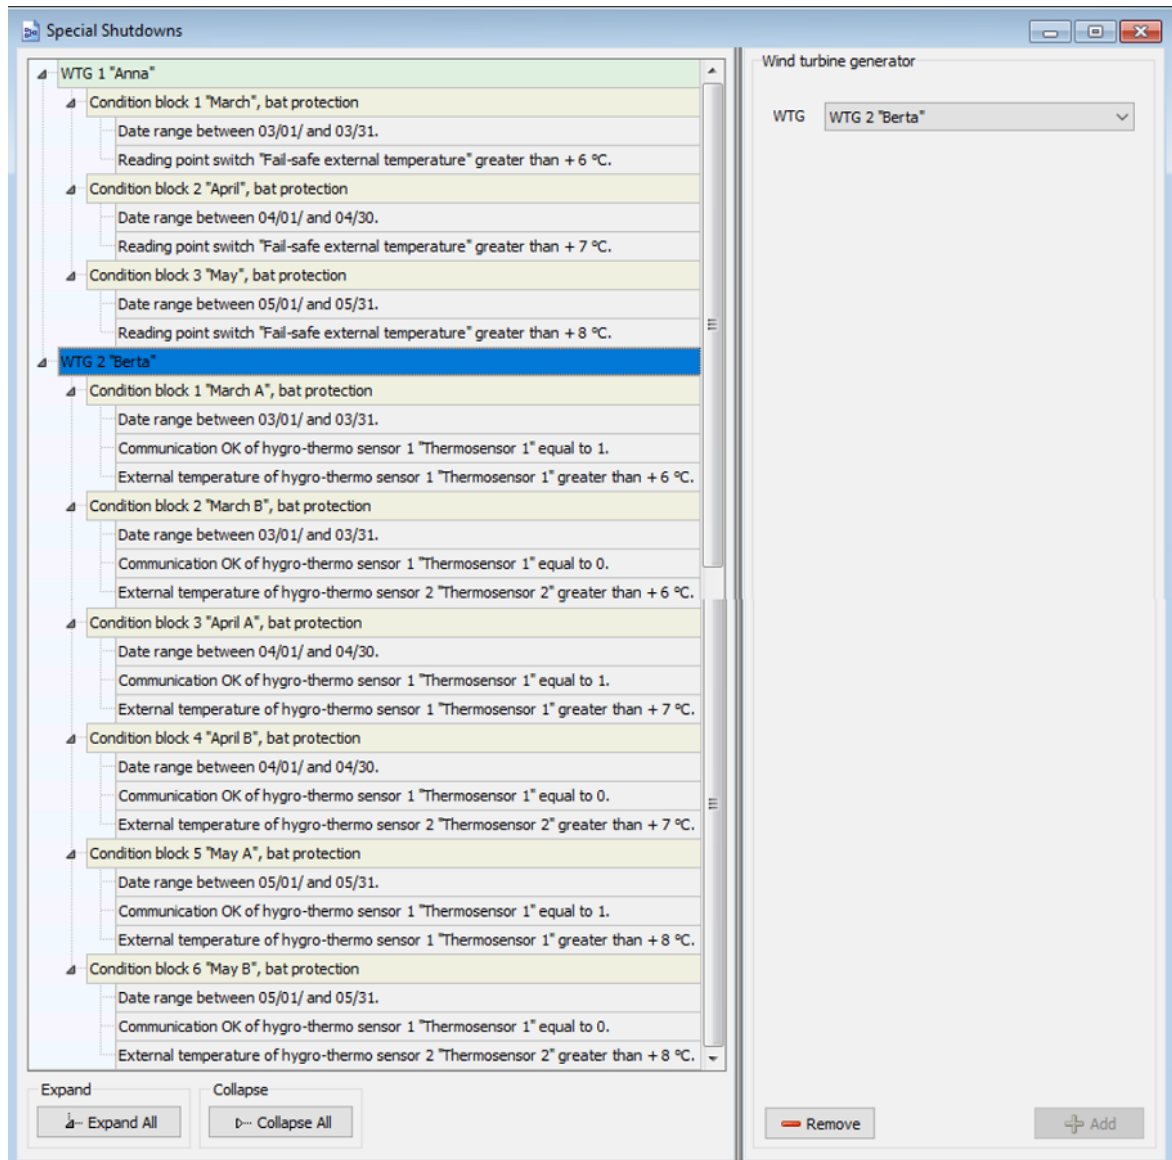 Special Shutdowns
WTG 1 "Anna"
Condition block 1 "March", bat protection
Date range between 03/01/ and 03/31.
Reading point switch "Fail-safe external temperature" greater than + 6 ºC.
Condition block 2 "April", bat protection
Date range between 04/01/ and 04/30.
Reading point switch "Fail-safe external temperature" greater than + 7 ºC.
Condition block 3 "May", bat protection
Date range between 05/01/ and 05/31.
Reading point switch "Fail-safe external temperature" greater than + 8 ºC.
WTG 2 "Berta"
Condition block 1 "March A", bat protection
Date range between 03/01/ and 03/31.
Communication OK of hygro-thermo sensor 1 "Thermosensor 1" equal to 1.
External temperature of hygro-thermo sensor 1 "Thermosensor 1" greater than + 6 ºC.
Condition block 2 "March B", bat protection
Date range between 03/01/ and 03/31.
Communication OK of hygro-thermo sensor 1 "Thermosensor 1" equal to 0.
External temperature of hygro-thermo sensor 2 "Thermosensor 2" greater than + 6 ºC.
Condition block 3 "April A", bat protection
Date range between 04/01/ and 04/30.
Communication OK of hygro-thermo sensor 1 "Thermosensor 1" equal to 1.
External temperature of hygro-thermo sensor 1 "Thermosensor 1" greater than + 7 ºC.
Condition block 4 "April B", bat protection
Date range between 04/01/ and 04/30.
Communication OK of hygro-thermo sensor 1 "Thermosensor 1" equal to 0.
External temperature of hygro-thermo sensor 2 "Thermosensor 2" greater than + 7 ºC.
Condition block 5 "May A", bat protection
Date range between 05/01/ and 05/31.
Communication OK of hygro-thermo sensor 1 "Thermosensor 1" equal to 1.
External temperature of hygro-thermo sensor 1 "Thermosensor 1" greater than + 8 ºC.
Condition block 6 "May B", bat protection
Date range between 05/01/ and 05/31.
Communication OK of hygro-thermo sensor 1 "Thermosensor 1" equal to 0.
External temperature of hygro-thermo sensor 2 "Thermosensor 2" greater than + 8 ºC.
Expand
Collapse
Expand All
Collapse All
Wind turbine generator
WTG
WTG 2 "Berta"
Remove
Add